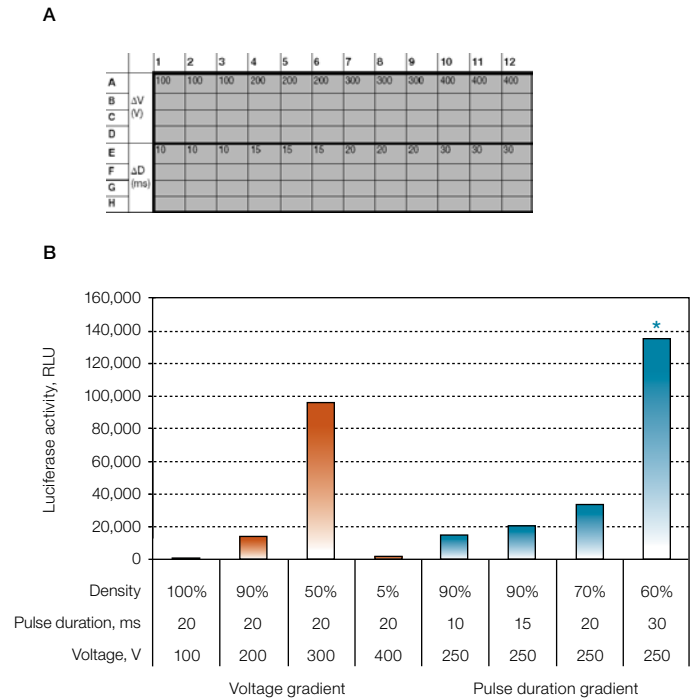 A
1 2 3 4 5 6 7 8 9 10 11 12
A 100 100 100 200 200 200 300 300 300 400 400 400
B ΔV
C (V)
D
E 10 10 10 15 15 15 20 20 20 30 30 30
F ΔD
G (ms)
H
B
160,000
140,000
120,000
100,000
80,000
60,000
40,000
20,000
0
Luciferase activity, RLU
*
Density 100% 90% 50% 5% 90% 90% 70% 60%
Pulse duration, ms 20 20 20 20 10 15 20 30
Voltage, V 100 200 300 400 250 250 250 250
Voltage gradient Pulse duration gradient